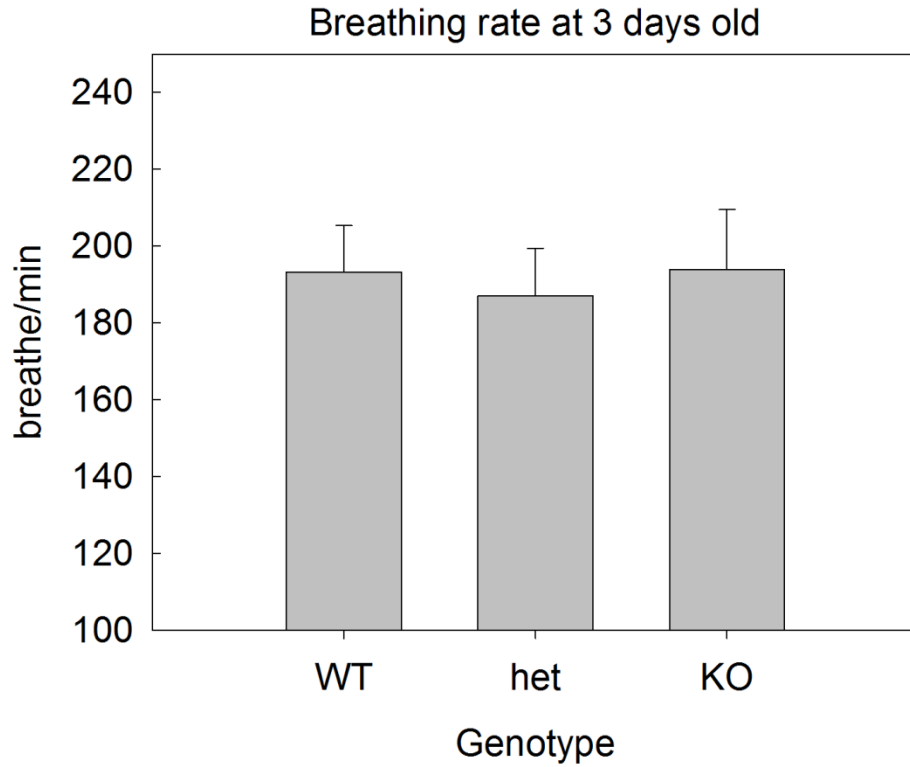 Breathing rate at 3 days old
240
220
200
180
160
140
120
100
breathe/min
WT het KO
Genotype